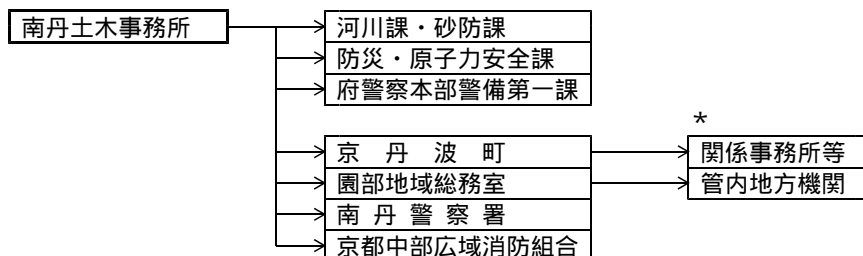 南丹土木事務所
河川課・砂防課
防災・原子力安全課
府警察本部警備第一課
*
京丹波町
関係事務所等
園部地域総務室
管内地方機関
南丹警察署
京都中部広域消防組合